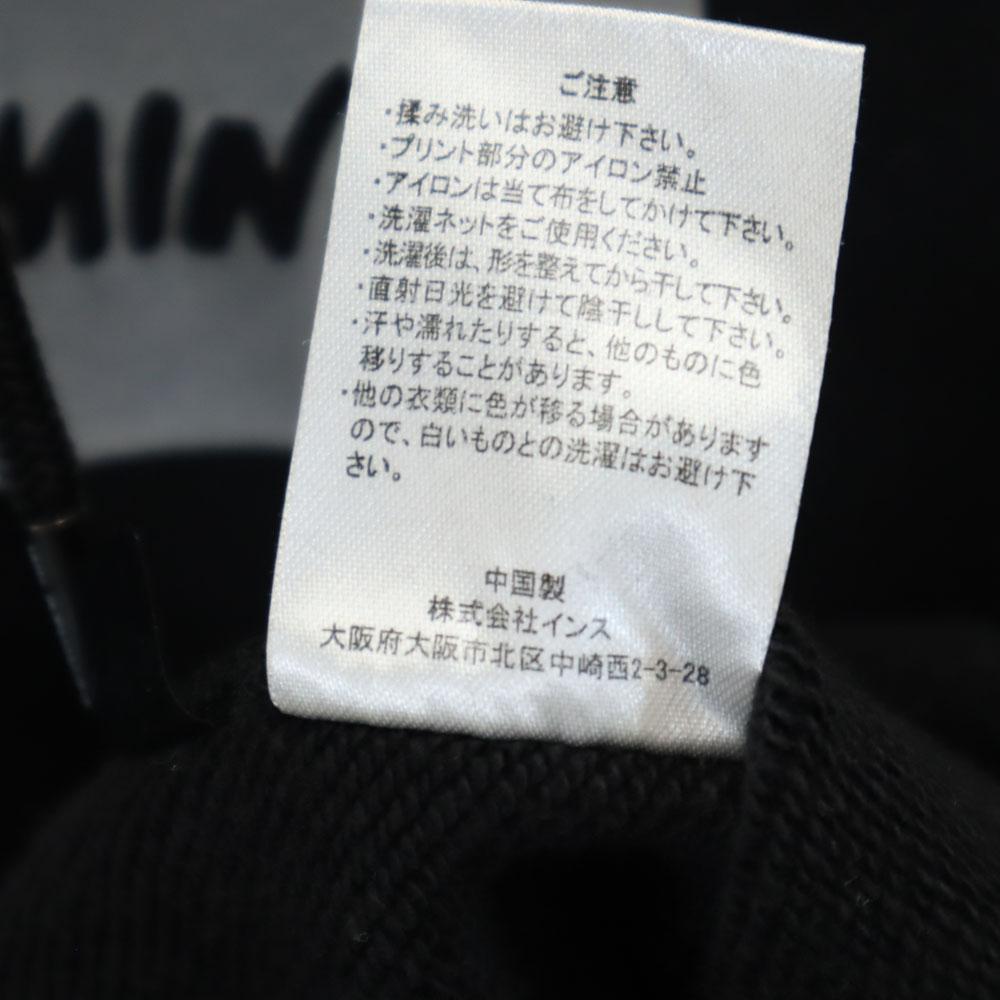 MIN
ご注意
・揉み洗いはお避け下さい。
・プリント部分のアイロン禁止
・アイロンは当て布をしてかけて下さい。
・洗濯ネットをご使用ください。
・洗濯後は、形を整えてから干して下さい。
・直射日光を避けて陰干しして下さい。
・汗や濡れたりすると、他のものに色
移りすることがあります。
・他の衣類に色が移る場合があります
ので、白いものとの洗濯はお避け下
さい。
中国製
株式会社インス
大阪府大阪市北区中崎西2-3-28